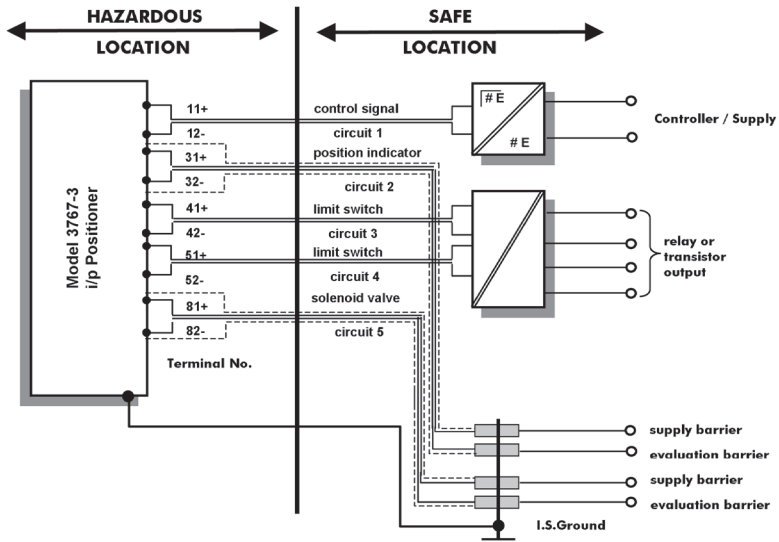 HAZARDOUS
LOCATION
SAFE
LOCATION
Model 3767-3
i/p Positioner
11+
control signal
12-
circuit 1
31+
position indicator
32-
circuit 2
41+
limit switch
42-
circuit 3
51+
limit switch
52-
circuit 4
81+
solenoid valve
82-
circuit 5
Terminal No.
# E
# E
Controller / Supply
relay or
transistor
output
supply barrier
evaluation barrier
supply barrier
evaluation barrier
I.S.Ground